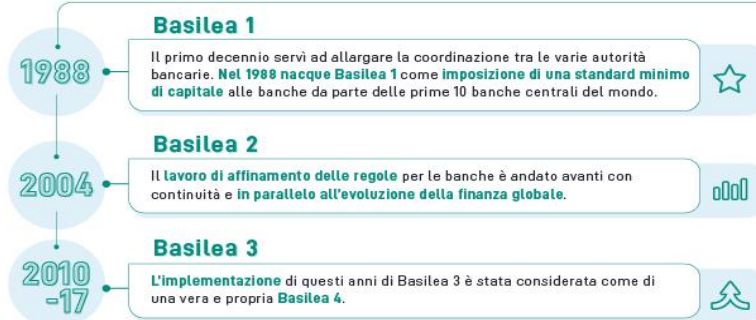 Basilea 1
1988
Il primo decennio servì ad allargare la coordinazione tra le varie autorità
bancarie. Nel 1988 nacque Basilea 1 come imposizione di una standard minimo
di capitale alle banche da parte delle prime 10 banche centrali del mondo.
Basilea 2
2004
Il lavoro di affinamento delle regole per le banche è andato avanti con
continuità e in parallelo all'evoluzione della finanza globale.
Basilea 3
2010
-17
L'implementazione di questi anni di Basilea 3 è stata considerata come di
una vera e propria Basilea 4.